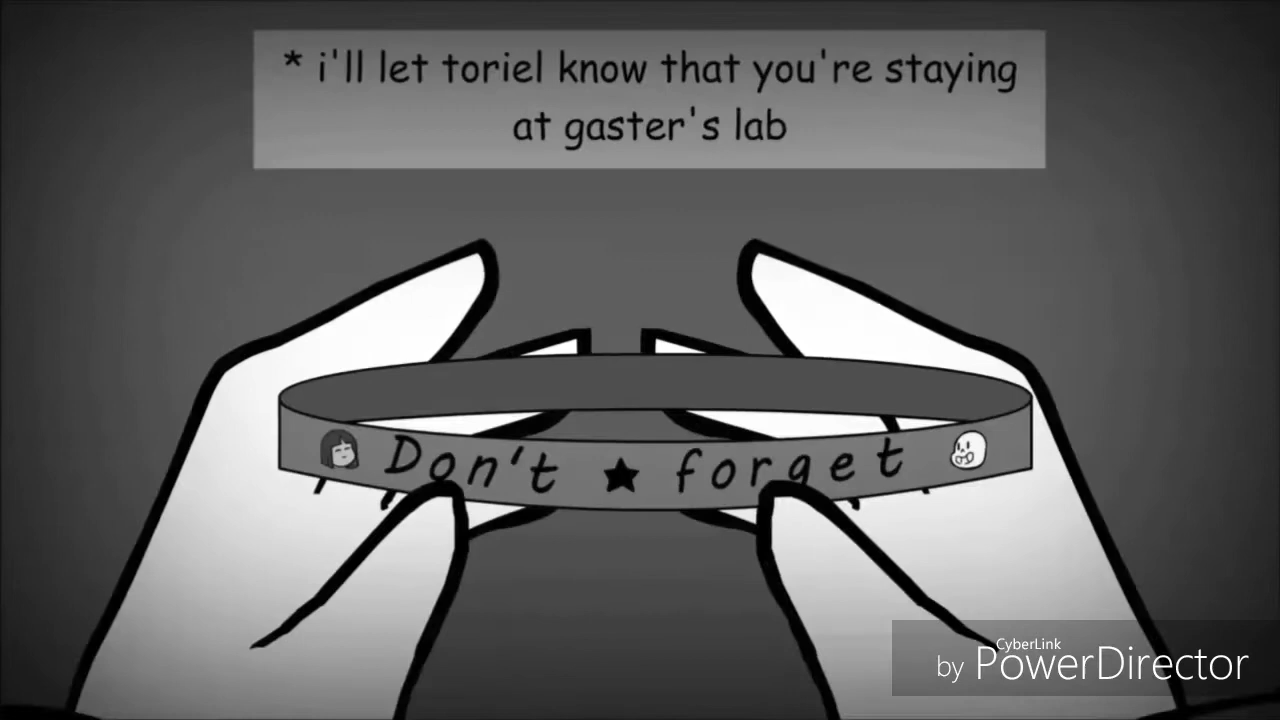 * i'll let toriel know that you're staying
at gaster's lab
Don't ★ forget
CyberLink
by PowerDirector